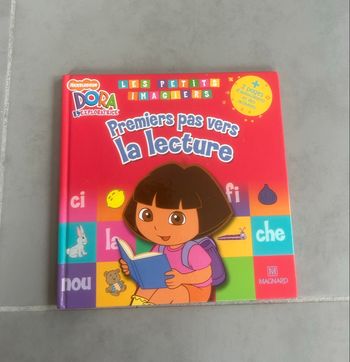 NICKELODEON
DORA
L'EXPLORATRICE
LES PETITS
IMAGIERS
Premiers pas vers
la lecture
ci
fi
la
che
nou
M
MAGNARD